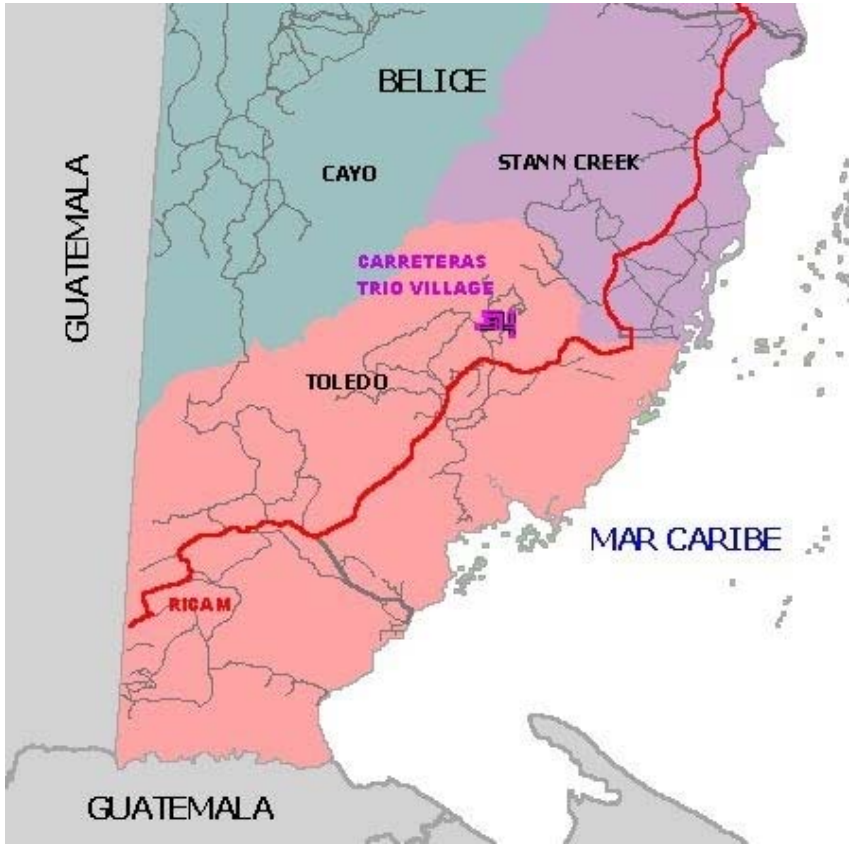 BELICE
STANN CREEK
CAYO
GUATEMALA
CARRETERAS
TRIO VILLAGE
TOLEDO
MAR CARIBE
RICAM
GUATEMALA